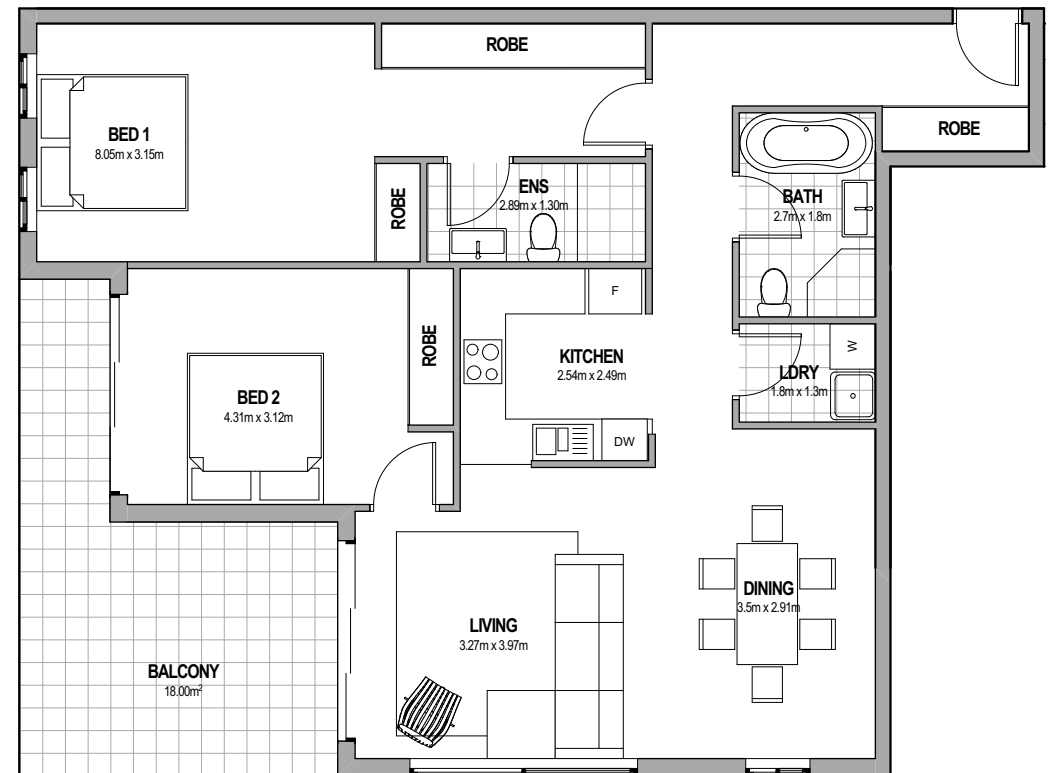 ROBE
BED 1
8.05m x 3.15m
ROBE
ROBE
ENS
2.89m x 1.30m
BATH
2.7m x 1.8m
F
KITCHEN
2.54m x 2.49m
W
LDRY
1.8m x 1.3m
ROBE
BED 2
4.31m x 3.12m
DW
DINING
3.5m x 2.91m
LIVING
3.27m x 3.97m
BALCONY
18.00m²